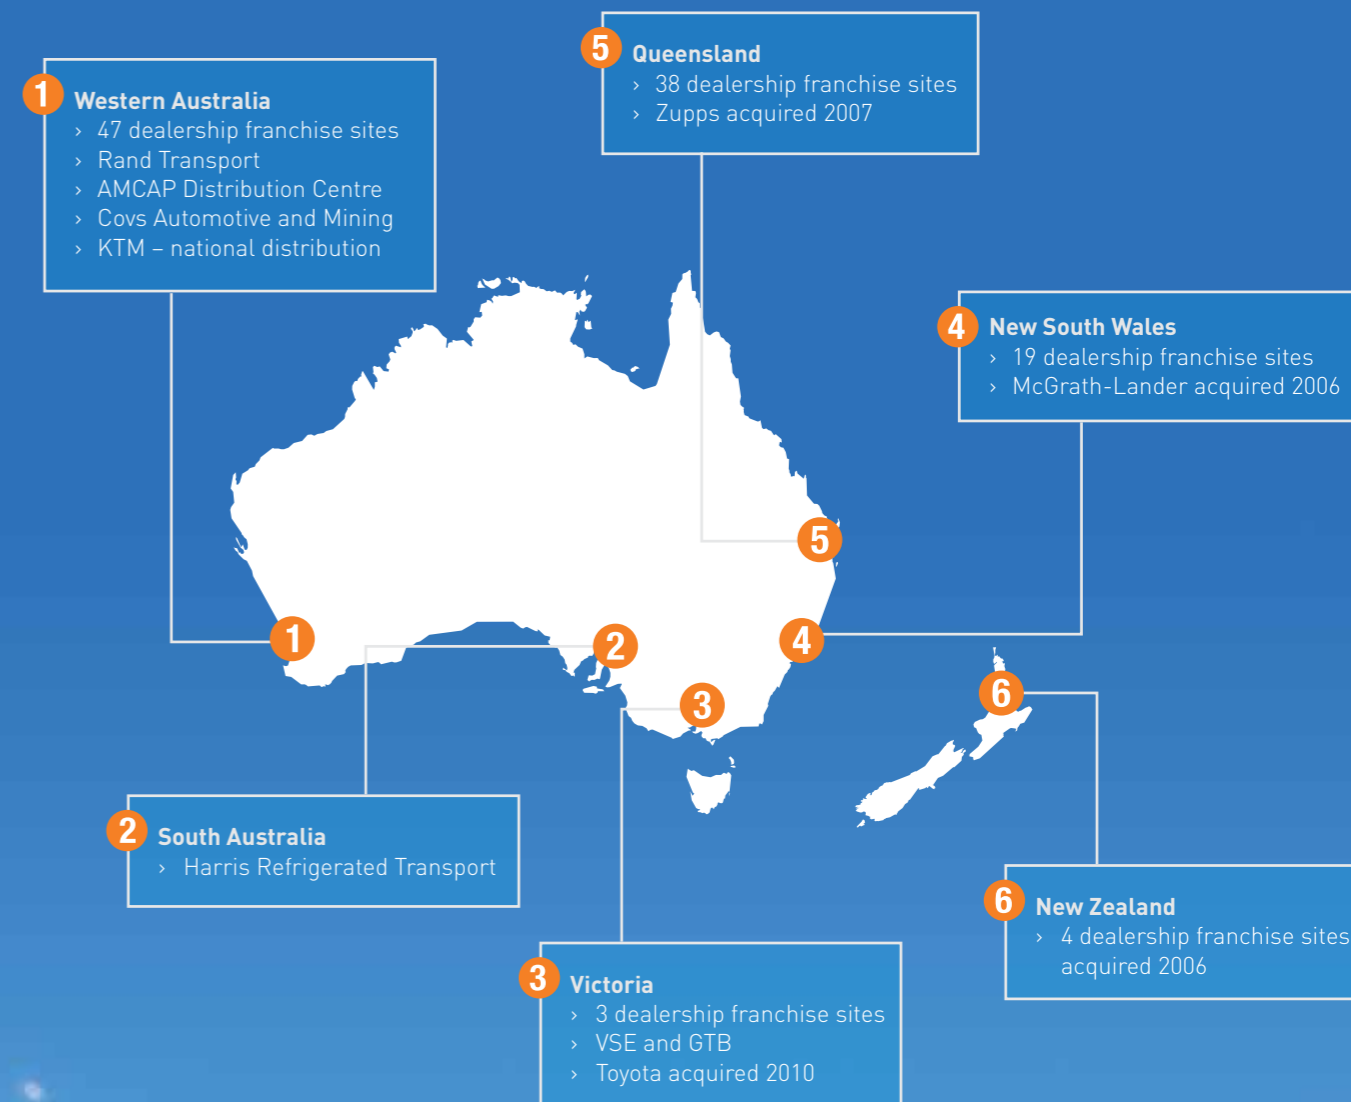 1
Western Australia
› 47 dealership franchise sites
› Rand Transport
› AMCAP Distribution Centre
› Covs Automotive and Mining
› KTM – national distribution
5
Queensland
› 38 dealership franchise sites
› Zupps acquired 2007
4
New South Wales
› 19 dealership franchise sites
› McGrath-Lander acquired 2006
5
1
2
4
3
6
2
South Australia
› Harris Refrigerated Transport
6
New Zealand
› 4 dealership franchise sites
acquired 2006
3
Victoria
› 3 dealership franchise sites
› VSE and GTB
› Toyota acquired 2010